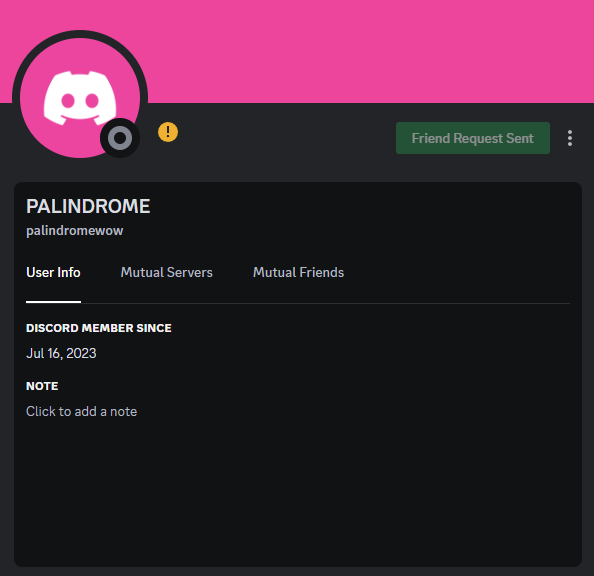 Friend Request Sent
PALINDROME
palindromewow
User Info Mutual Servers Mutual Friends
DISCORD MEMBER SINCE
Jul 16, 2023
NOTE
Click to add a note